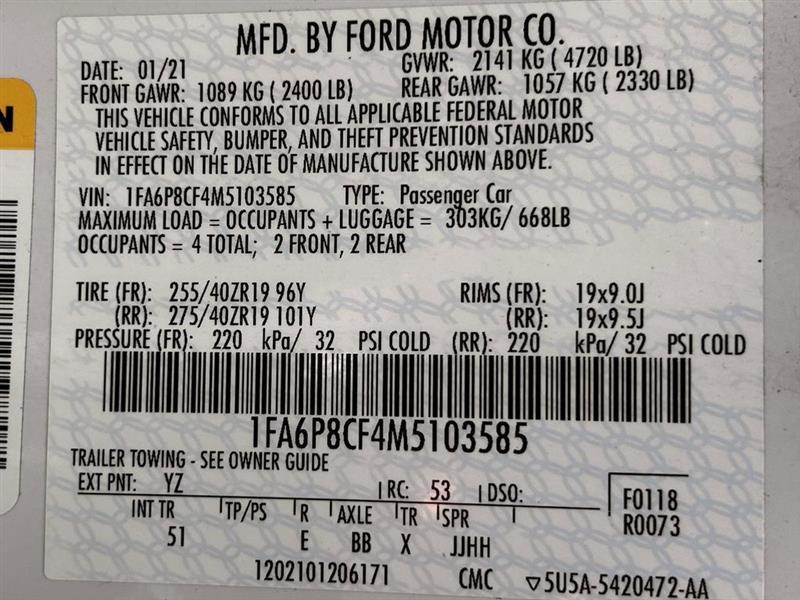 MFD. BY FORD MOTOR CO.
DATE: 01/21 GVWR: 2141 KG ( 4720 LB)
FRONT GAWR: 1089 KG ( 2400 LB) REAR GAWR: 1057 KG ( 2330 LB)
THIS VEHICLE CONFORMS TO ALL APPLICABLE FEDERAL MOTOR
VEHICLE SAFETY, BUMPER, AND THEFT PREVENTION STANDARDS
IN EFFECT ON THE DATE OF MANUFACTURE SHOWN ABOVE.
VIN: 1FA6P8CF4M5103585 TYPE: Passenger Car
MAXIMUM LOAD = OCCUPANTS + LUGGAGE = 303KG/ 668LB
OCCUPANTS = 4 TOTAL; 2 FRONT, 2 REAR
TIRE (FR): 255/40ZR19 96Y RIMS (FR): 19x9.0J
(RR): 275/40ZR19 101Y (RR): 19x9.5J
PRESSURE (FR): 220 kPa/ 32 PSI COLD (RR): 220 kPa/ 32 PSI COLD
1FA6P8CF4M5103585
TRAILER TOWING - SEE OWNER GUIDE
EXT PNT: YZ RC: 53 DSO: F0118
INT TR TP/PS R AXLE TR SPR R0073
51 E BB X JJHH
1202101206171 CMC ▽5U5A-5420472-AA
N